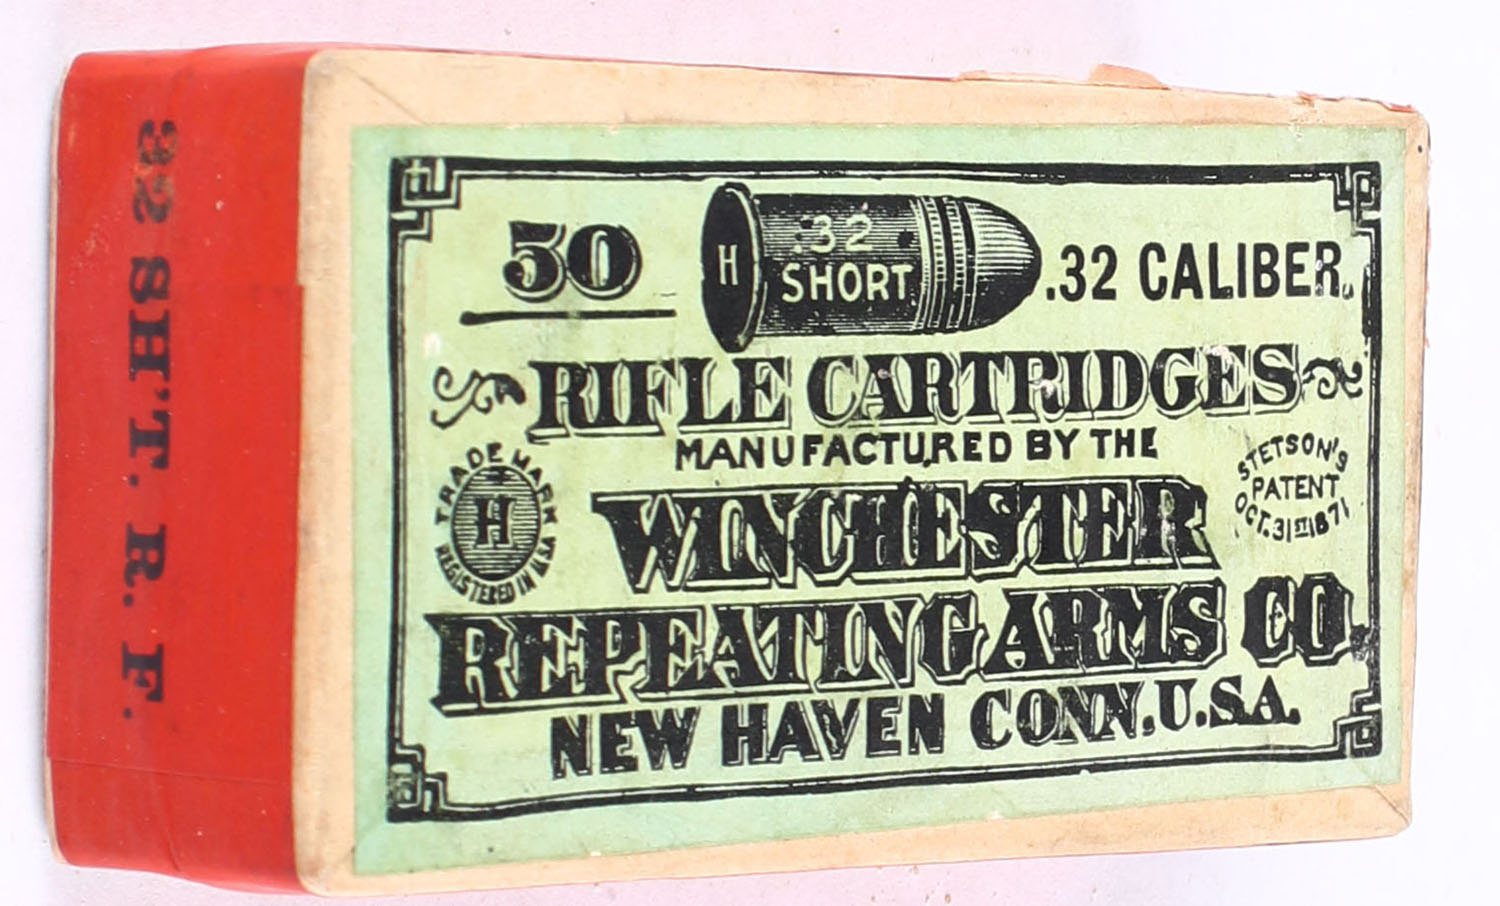 32 SH'T. R. F.
50
H
.32
SHORT
.32 CALIBER.
RIFLE CARTRIDGES
MANUFACTURED BY THE
TRADE MARK
H
REGISTERED IN U.S.A
STETSON'S
PATENT
OCT. 31ST 1871
WINCHESTER
REPEATING ARMS CO.
NEW HAVEN CONN. U.S.A.